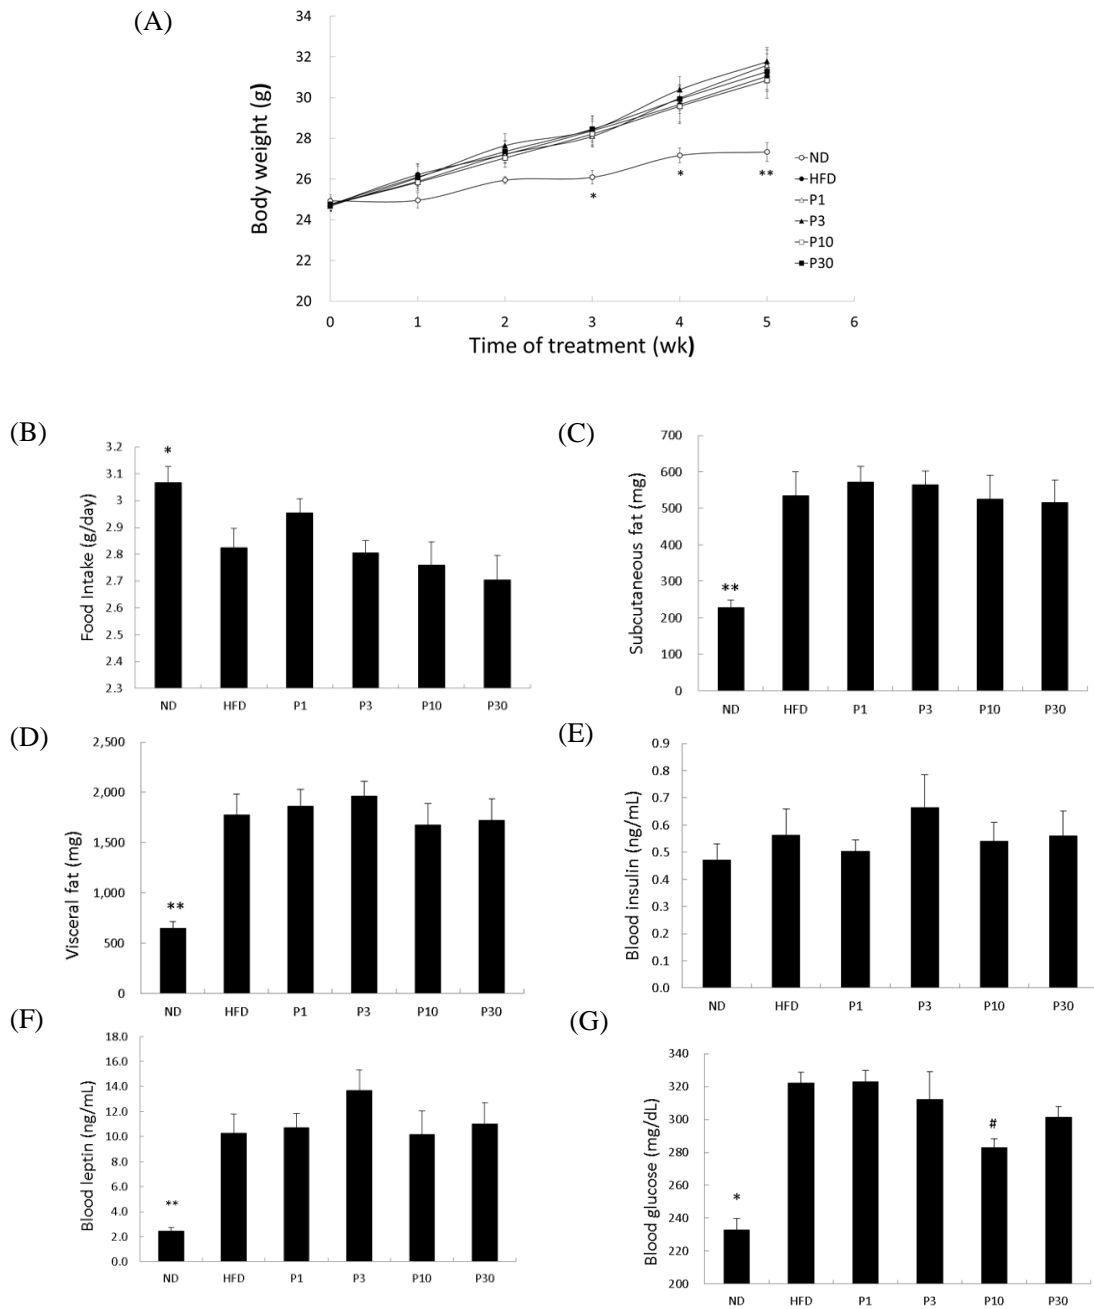 (A)
34
32
30
28
26
24
22
20
Body weight (g)
* * **
ND
HFD
P1
P3
P10
P30
0 1 2 3 4 5 6
Time of treatment (wk)
(B)
3.2
3.1
3
2.9
2.8
2.7
2.6
2.5
2.4
2.3
Food Intake (g/day)
*
ND HFD P1 P3 P10 P30
(C)
700
600
500
400
300
200
100
0
Subcutaneous fat (mg)
**
ND HFD P1 P3 P10 P30
(D)
2,500
2,000
1,500
1,000
500
0
Visceral fat (mg)
**
ND HFD P1 P3 P10 P30
(E)
0.9
0.8
0.7
0.6
0.5
0.4
0.3
0.2
0.1
0.0
Blood insulin (ng/mL)
ND HFD P1 P3 P10 P30
(F)
18.0
16.0
14.0
12.0
10.0
8.0
6.0
4.0
2.0
0.0
Blood leptin (ng/mL)
**
ND HFD P1 P3 P10 P30
(G)
340
320
300
280
260
240
220
200
Blood glucose (mg/dL)
*
#
ND HFD P1 P3 P10 P30